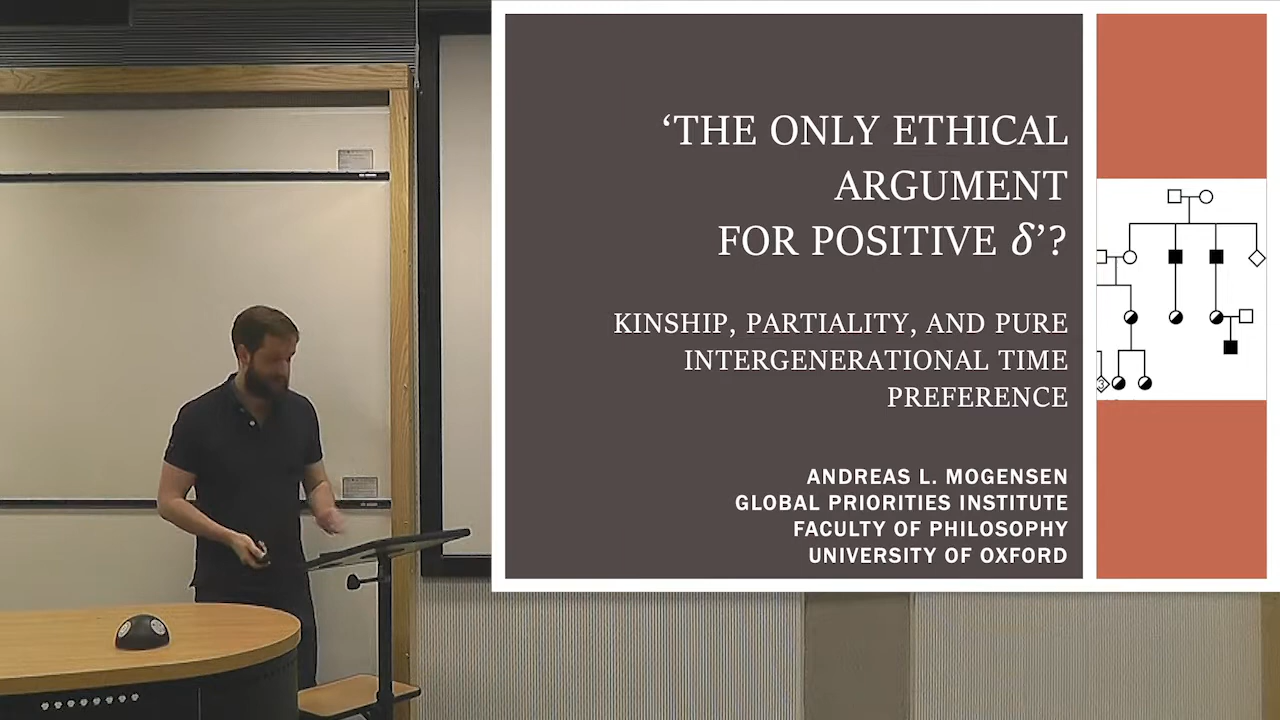 ‘THE ONLY ETHICAL
ARGUMENT
FOR POSITIVE δ’?
KINSHIP, PARTIALITY, AND PURE
INTERGENERATIONAL TIME
PREFERENCE
ANDREAS L. MOGENSEN
GLOBAL PRIORITIES INSTITUTE
FACULTY OF PHILOSOPHY
UNIVERSITY OF OXFORD
3